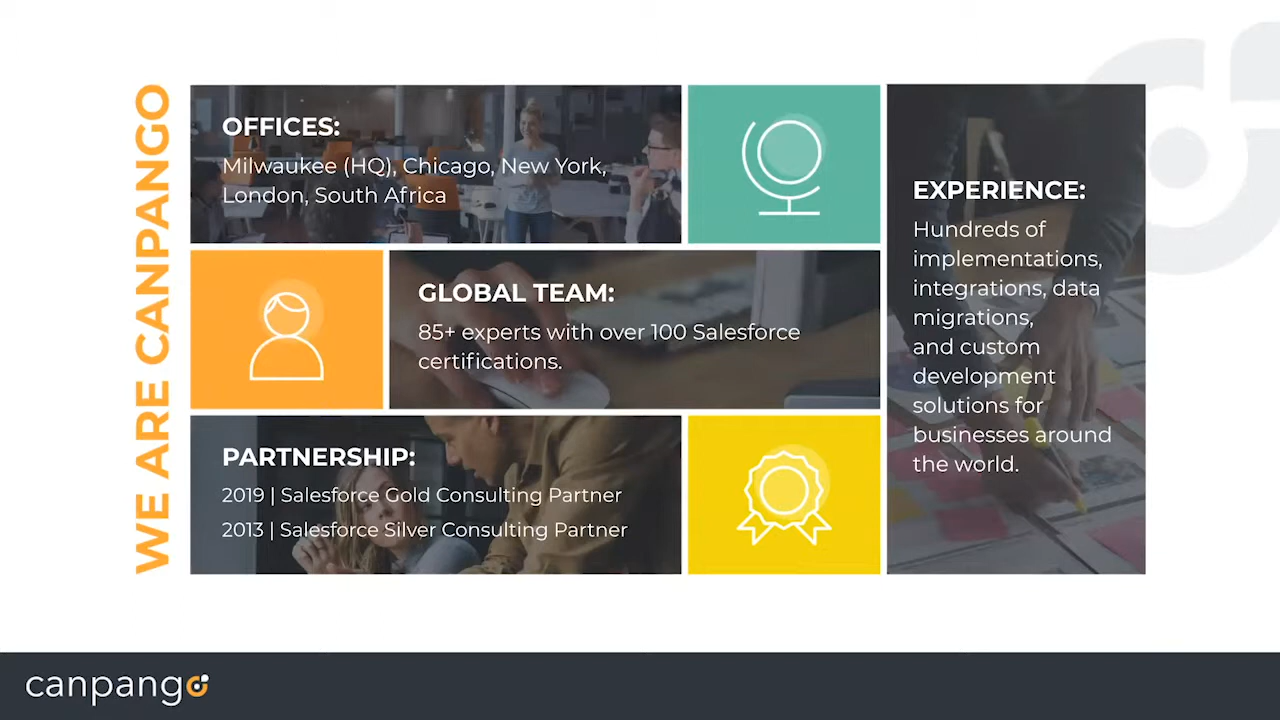 WE ARE CANPANGO
OFFICES:
Milwaukee (HQ), Chicago, New York,
London, South Africa
GLOBAL TEAM:
85+ experts with over 100 Salesforce
certifications.
PARTNERSHIP:
2019 | Salesforce Gold Consulting Partner
2013 | Salesforce Silver Consulting Partner
EXPERIENCE:
Hundreds of
implementations,
integrations, data
migrations,
and custom
development
solutions for
businesses around
the world.
canpango